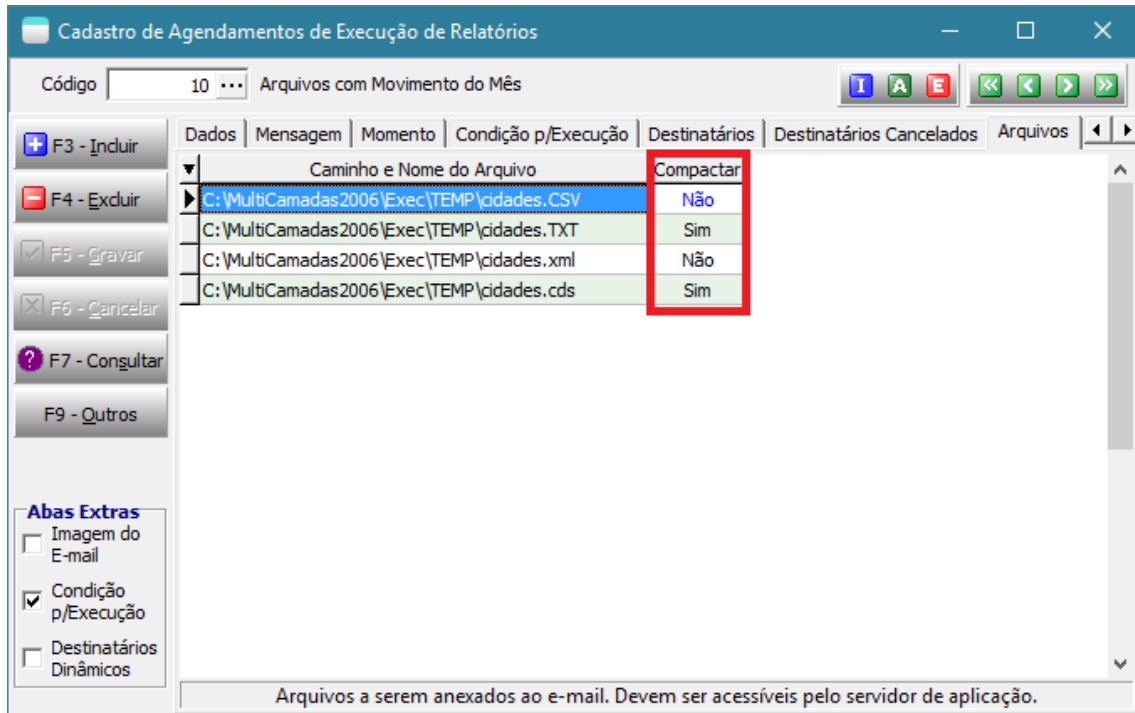 Cadastro de Agendamentos de Execução de Relatórios
Código 10 ... Arquivos com Movimento do Mês I A E
F3 - Incluir
F4 - Excluir
F5 - Gravar
F6 - Cancelar
F7 - Consultar
F9 - Outros
Abas Extras
Imagem do
E-mail
Condição
p/Execução
Destinatários
Dinâmicos
Dados Mensagem Momento Condição p/Execução Destinatários Destinatários Cancelados Arquivos
Caminho e Nome do Arquivo Compactar
C:\MultiCamadas2006\Exec\TEMP\cidades.CSV Não
C:\MultiCamadas2006\Exec\TEMP\cidades.TXT Sim
C:\MultiCamadas2006\Exec\TEMP\cidades.xml Não
C:\MultiCamadas2006\Exec\TEMP\cidades.cds Sim
Arquivos a serem anexados ao e-mail. Devem ser acessíveis pelo servidor de aplicação.